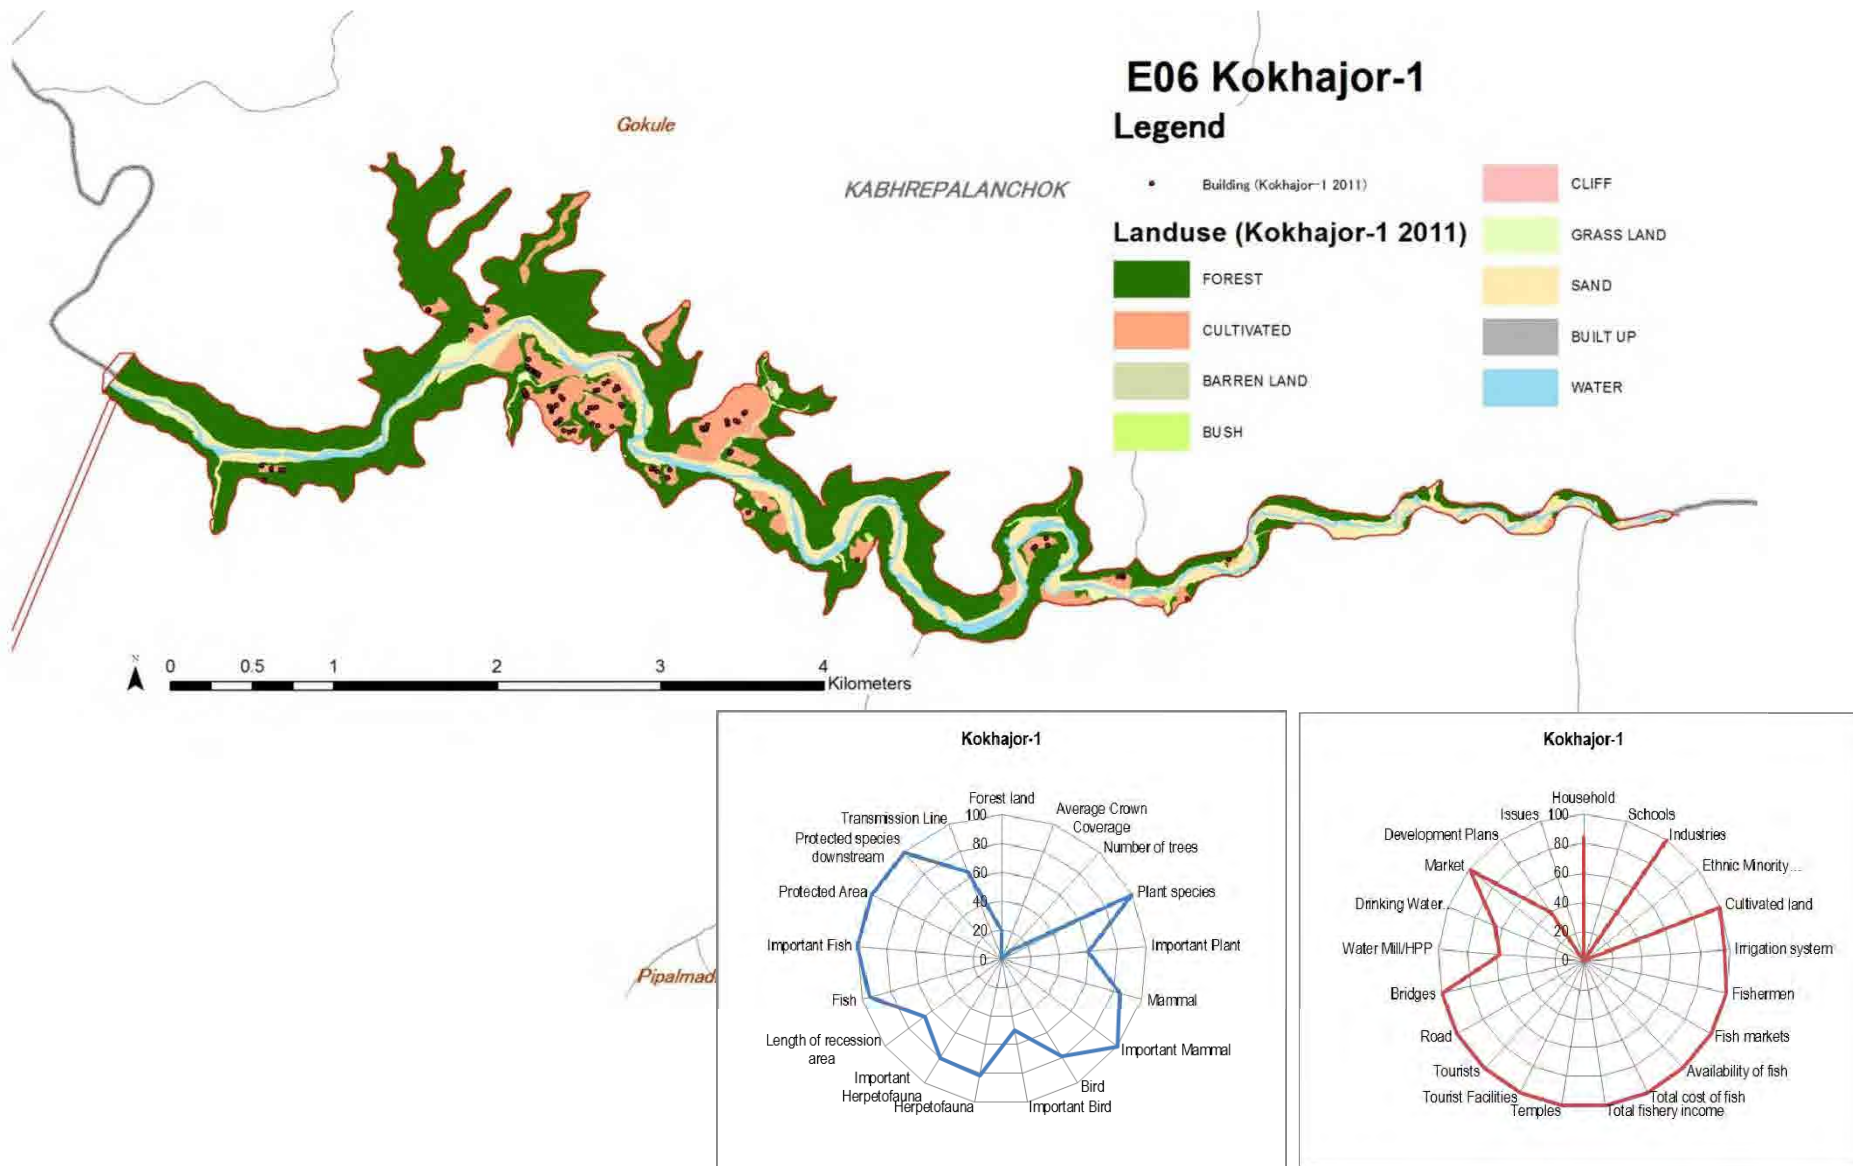 E06 Kokhajor-1
Legend
Building (Kokhajor-1 2011)
Landuse (Kokhajor-1 2011)
FOREST
CULTIVATED
BARREN LAND
BUSH
CLIFF
GRASS LAND
SAND
BUILT UP
WATER
Gokule
KABHREPALANCHOK
N
0 0.5 1 2 3 4
Kilometers
Pipalmad
Kokhajor-1
Forest land
Average Crown
Coverage
Number of trees
Plant species
Important Plant
Mammal
Important Mammal
Bird
Important Bird
Herpetofauna
Important
Herpetofauna
Length of recession
area
Fish
Important Fish
Protected Area
Protected species
downstream
Transmission Line
100
80
60
40
20
0
Kokhajor-1
Household
Schools
Industries
Ethnic Minority...
Cultivated land
Irrigation system
Fishermen
Fish markets
Availability of fish
Total cost of fish
Total fishery income
Temples
Tourist Facilities
Tourists
Road
Bridges
Water Mill/HPP
Drinking Water..
Market
Development Plans
Issues
100
80
60
40
20
0